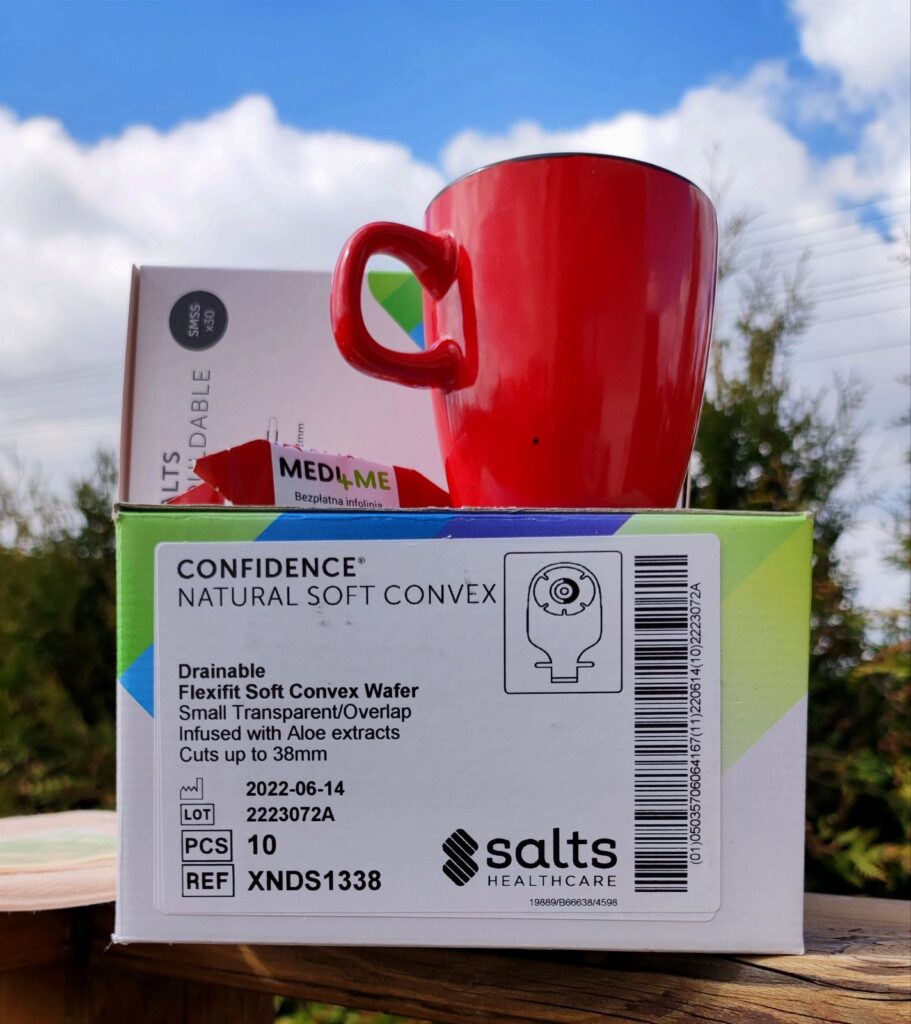 SMSS
x30
SALTS
MEDI4ME
Bezpłatna infolinia
CONFIDENCE®
NATURAL SOFT CONVEX
Drainable
Flexifit Soft Convex Wafer
Small Transparent/Overlap
Infused with Aloe extracts
Cuts up to 38mm
2022-06-14
LOT 2223072A
PCS 10
REF XNDS1338
salts
HEALTHCARE
19889/B66638/4598
(01)05035706064167(11)220614(10)2223072A